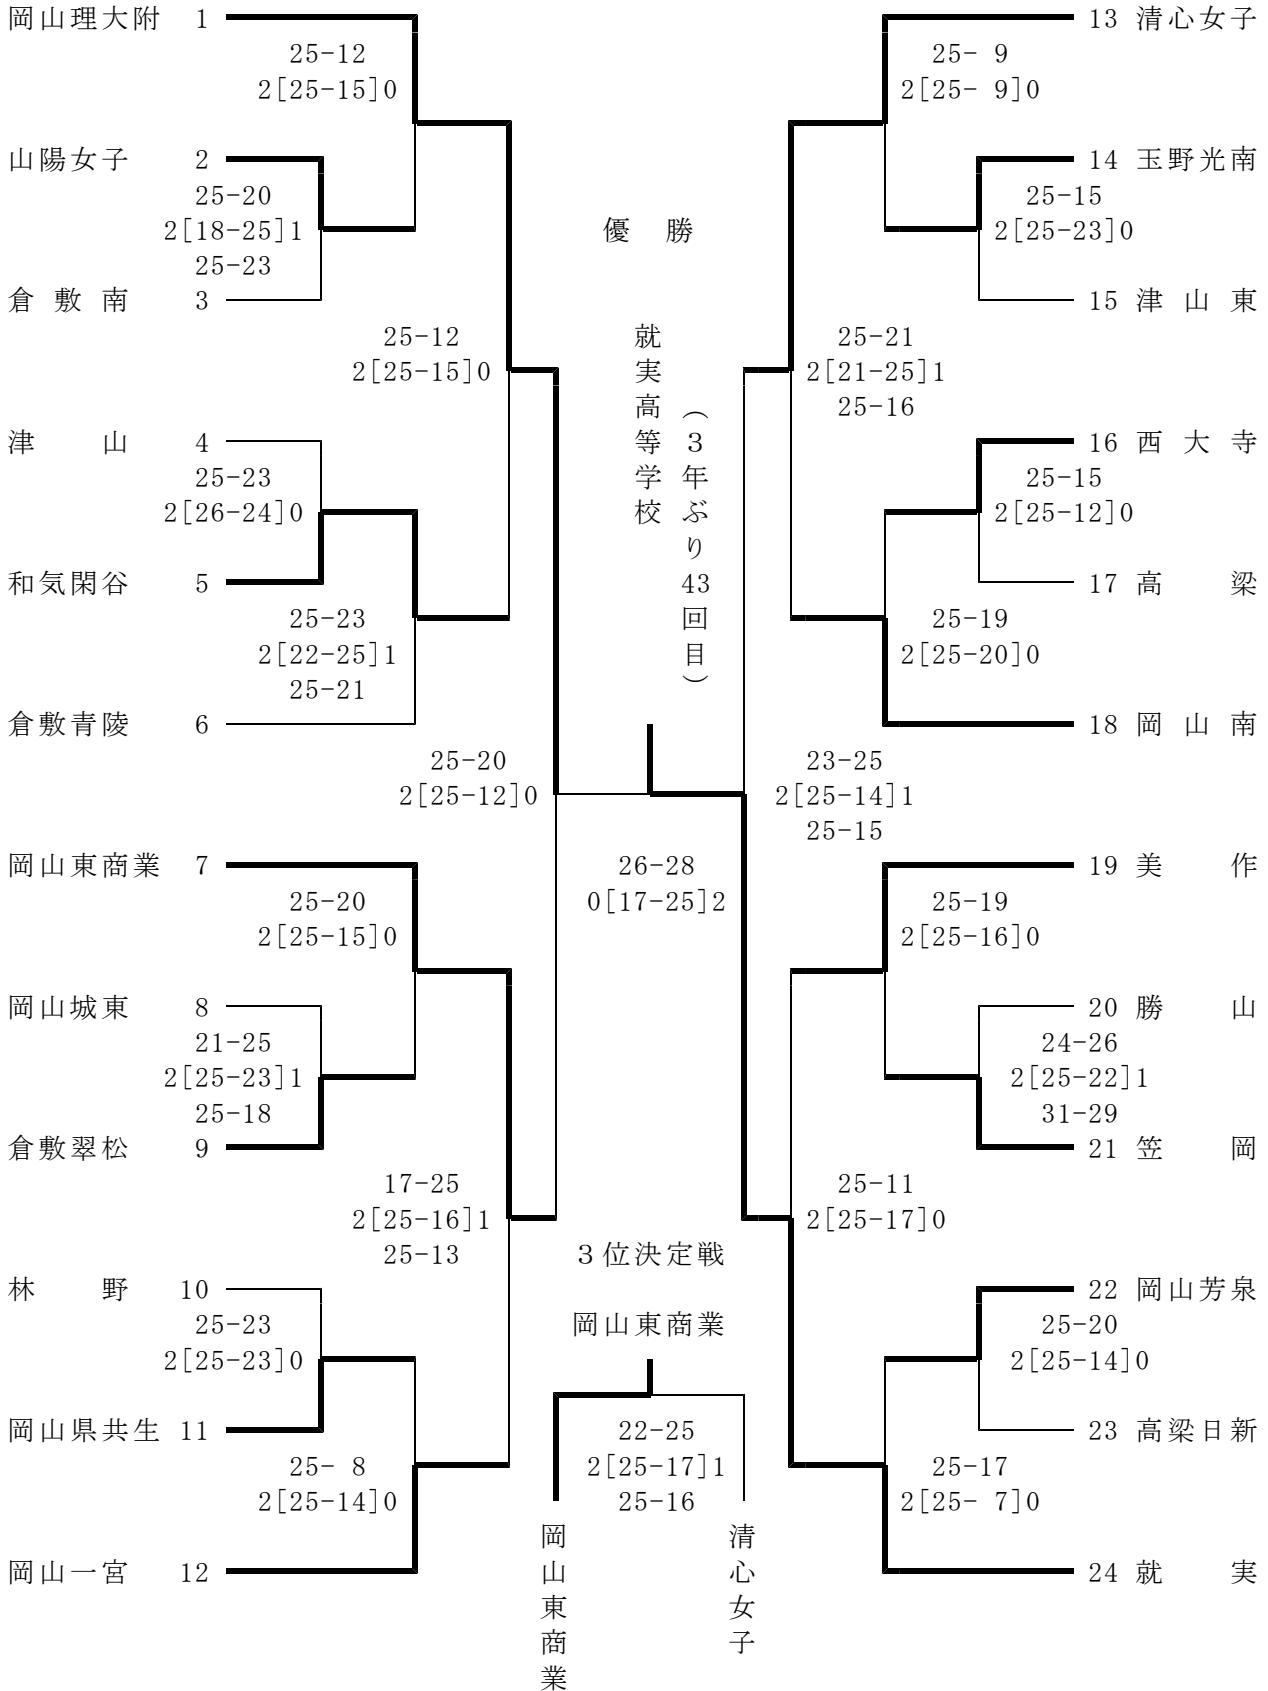 岡山理大附 1
25-12
2[25-15]0
山陽女子 2
25-20
2[18-25]1
25-23
倉敷南 3
25-12
2[25-15]0
津山 4
25-23
2[26-24]0
和気閑谷 5
25-23
2[22-25]1
25-21
倉敷青陵 6
25-20
2[25-12]0
岡山東商業 7
25-20
2[25-15]0
岡山城東 8
21-25
2[25-23]1
25-18
倉敷翠松 9
17-25
2[25-16]1
25-13
林野 10
25-23
2[25-23]0
岡山県共生 11
25- 8
2[25-14]0
岡山一宮 12
優 勝
就実高等学校
（３年ぶり43回目）
26-28
0[17-25]2
３位決定戦
岡山東商業
22-25
2[25-17]1
25-16
岡山東商業
清心女子
13 清心女子
25- 9
2[25- 9]0
14 玉野光南
25-15
2[25-23]0
15 津山東
25-21
2[21-25]1
25-16
16 西大寺
25-15
2[25-12]0
17 高梁
25-19
2[25-20]0
18 岡山南
23-25
2[25-14]1
25-15
19 美作
25-19
2[25-16]0
20 勝山
24-26
2[25-22]1
31-29
21 笠岡
25-11
2[25-17]0
22 岡山芳泉
25-20
2[25-14]0
23 高梁日新
25-17
2[25- 7]0
24 就実